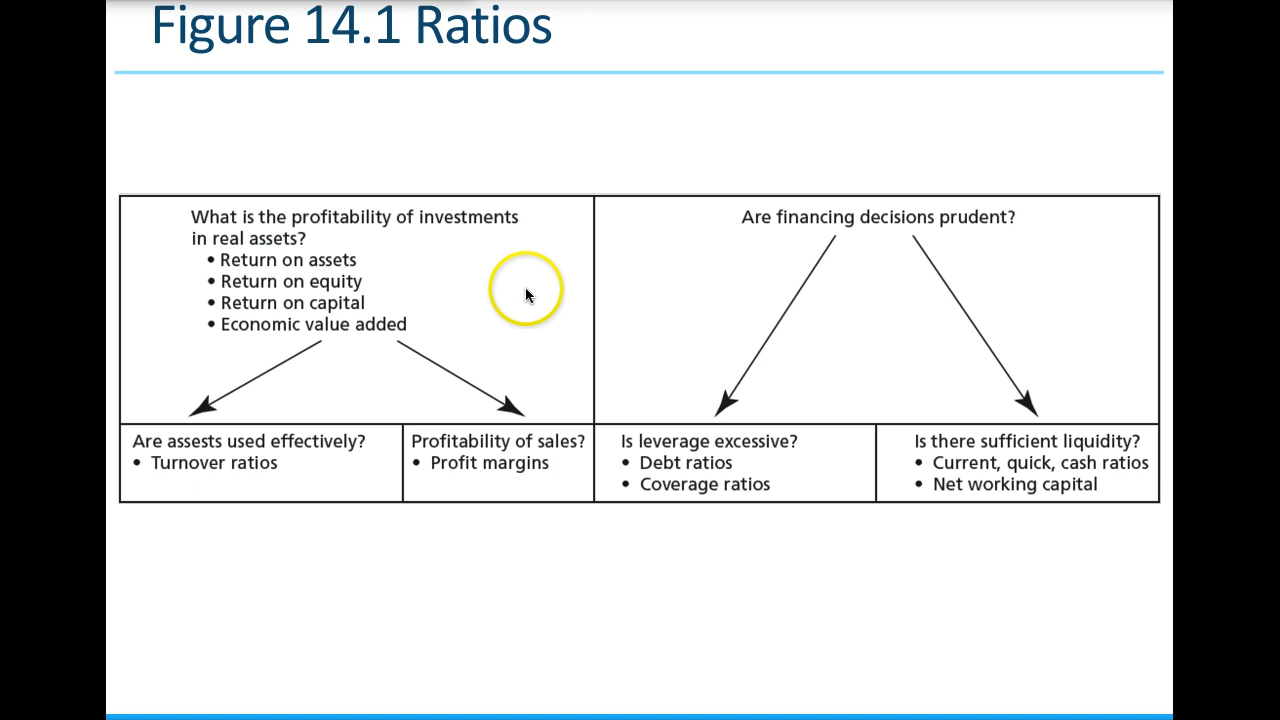 Figure 14.1 Ratios
What is the profitability of investments
in real assets?
• Return on assets
• Return on equity
• Return on capital
• Economic value added
Are financing decisions prudent?
Are assests used effectively?
• Turnover ratios
Profitability of sales?
• Profit margins
Is leverage excessive?
• Debt ratios
• Coverage ratios
Is there sufficient liquidity?
• Current, quick, cash ratios
• Net working capital